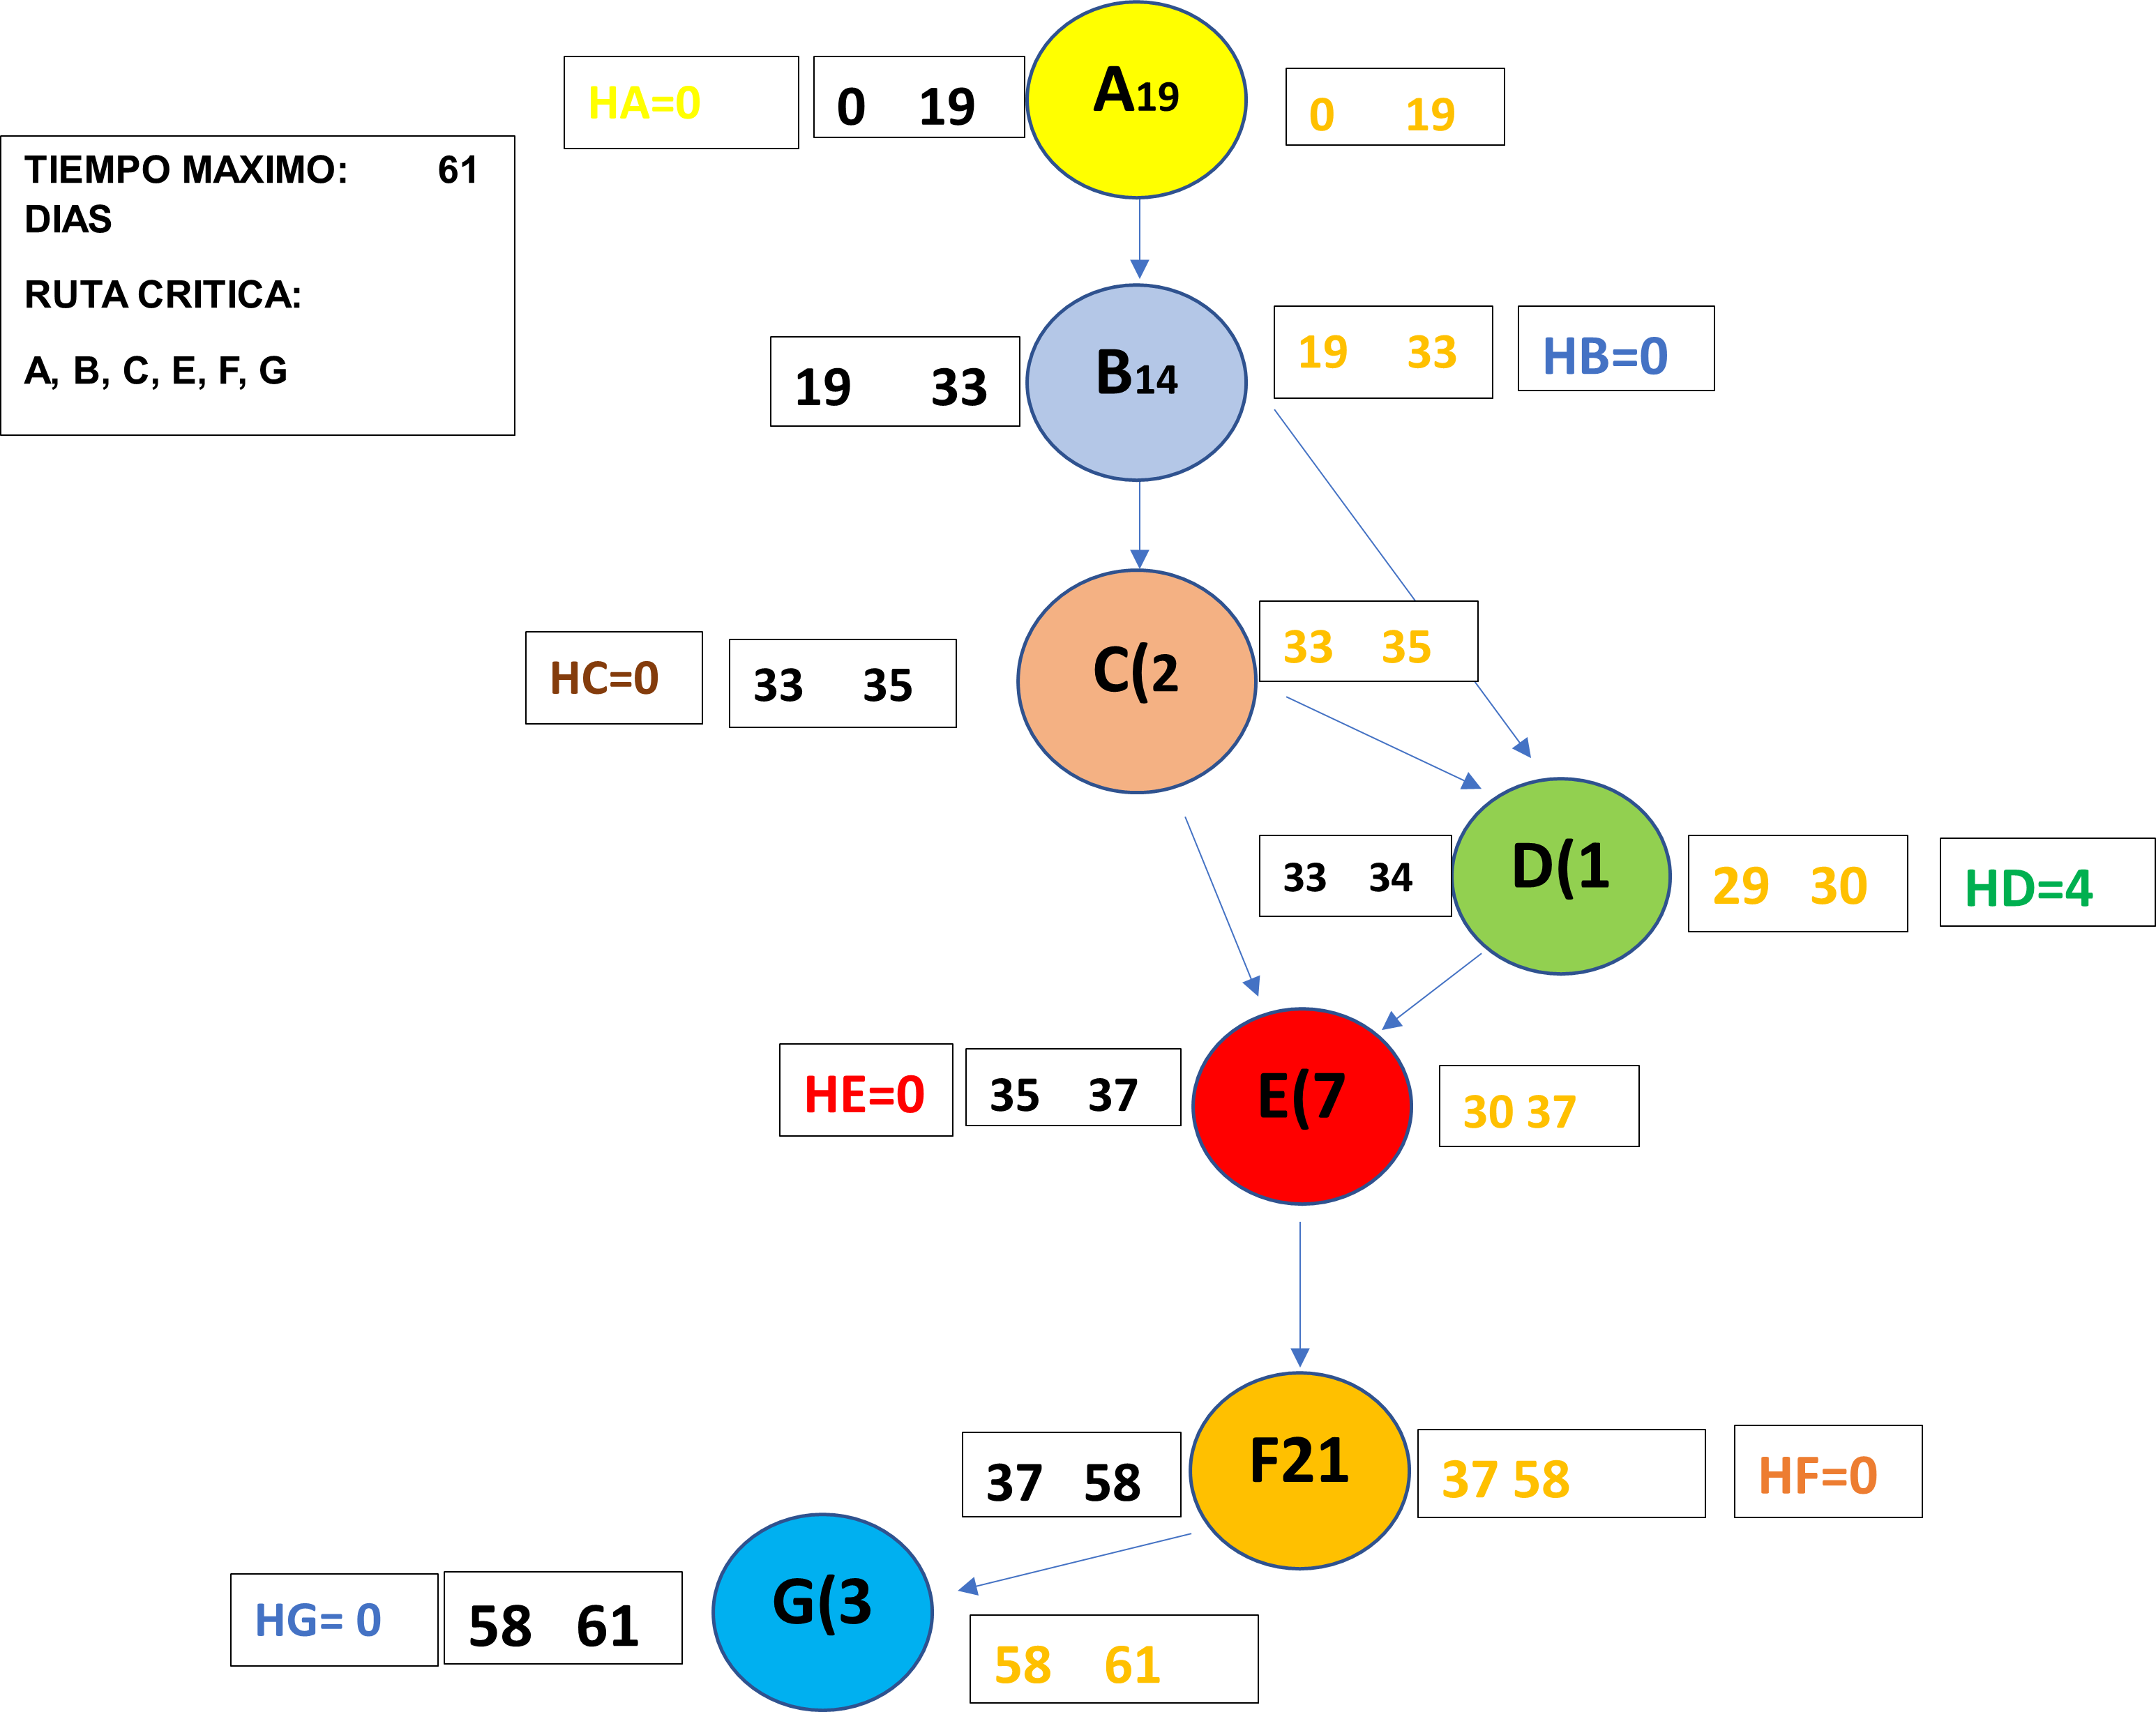 HA=0
0 19
A19
0 19
TIEMPO MAXIMO: 61
DIAS
RUTA CRITICA:
A, B, C, E, F, G
19 33
B14
19 33
HB=0
HC=0
33 35
C(2
33 35
33 34
D(1
29 30
HD=4
HE=0
35 37
E(7
30 37
37 58
F21
37 58
HF=0
HG= 0
58 61
G(3
58 61